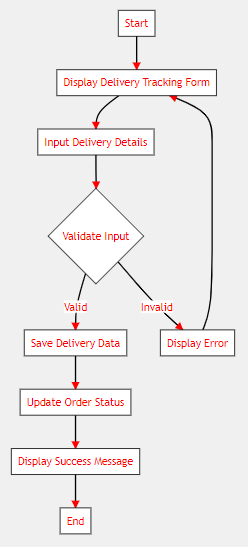 Start
Display Delivery Tracking Form
Input Delivery Details
Validate Input
Valid
Invalid
Save Delivery Data
Display Error
Update Order Status
Display Success Message
End